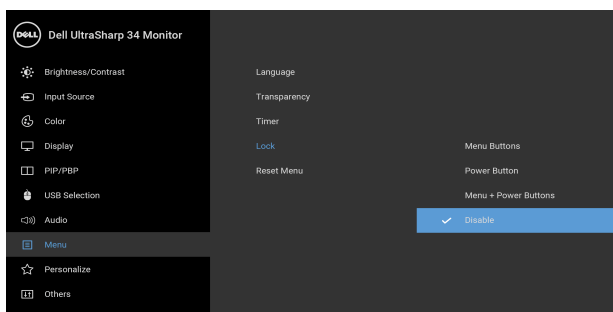 DELL Dell UltraSharp 34 Monitor
Brightness/Contrast
Input Source
Color
Display
PIP/PBP
USB Selection
Audio
Menu
Personalize
Others
Language
Transparency
Timer
Lock
Reset Menu
Menu Buttons
Power Button
Menu + Power Buttons
Disable